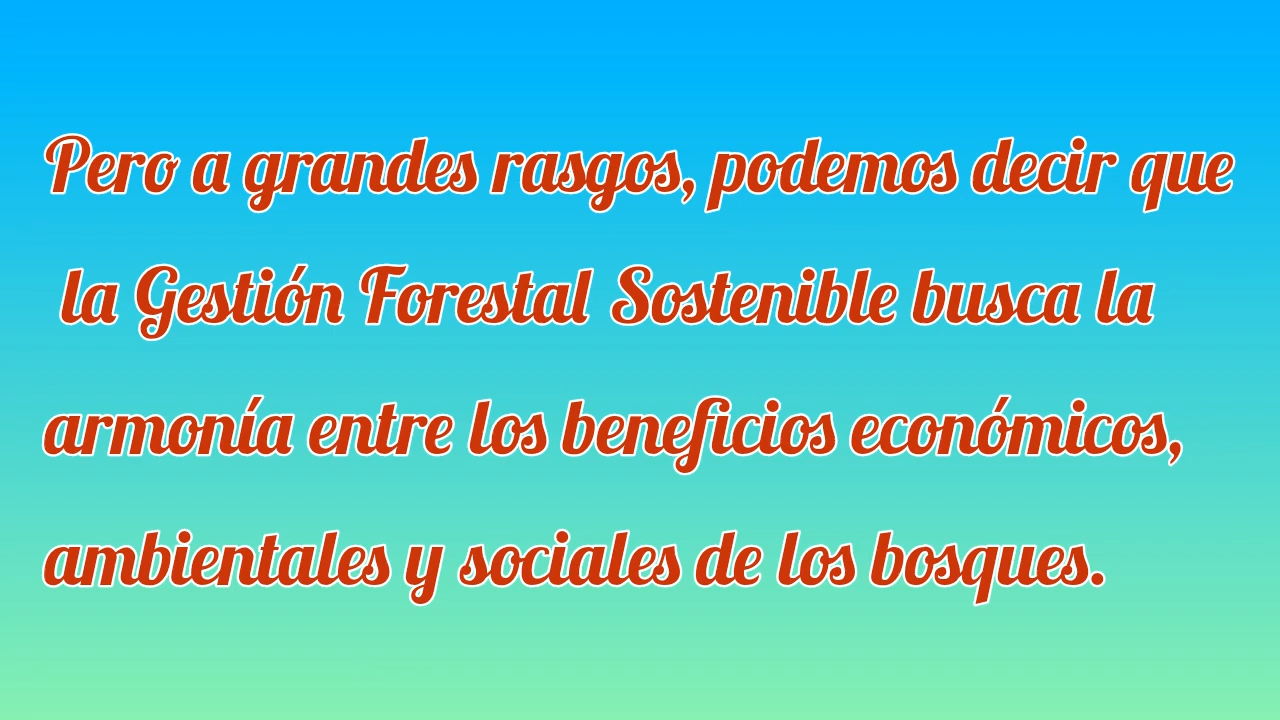 Pero a grandes rasgos, podemos decir que
la Gestión Forestal Sostenible busca la
armonía entre los beneficios económicos,
ambientales y sociales de los bosques.